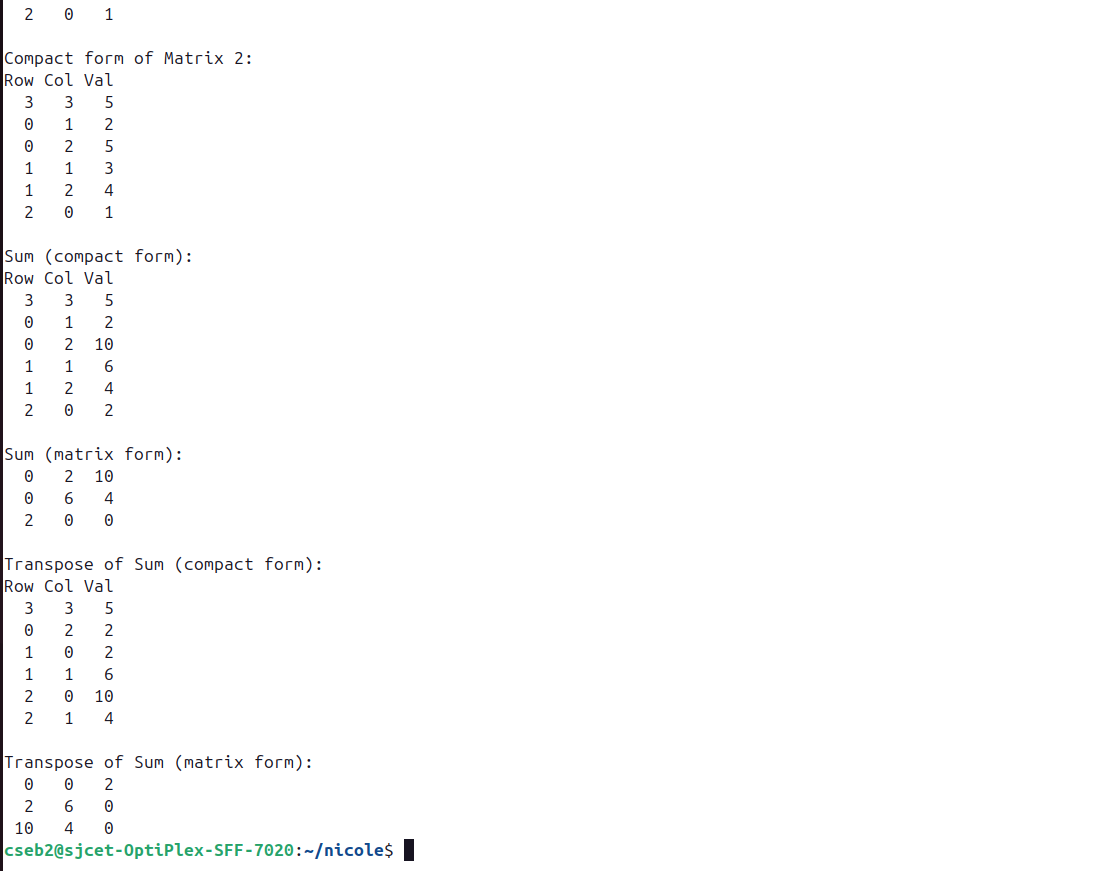 2 0 1
Compact form of Matrix 2:
Row Col Val
3 3 5
0 1 2
0 2 5
1 1 3
1 2 4
2 0 1
Sum (compact form):
Row Col Val
3 3 5
0 1 2
0 2 10
1 1 6
1 2 4
2 0 2
Sum (matrix form):
0 2 10
0 6 4
2 0 0
Transpose of Sum (compact form):
Row Col Val
3 3 5
0 2 2
1 0 2
1 1 6
2 0 10
2 1 4
Transpose of Sum (matrix form):
0 0 2
2 6 0
10 4 0
cseb2@sjcet-OptiPlex-SFF-7020:~/nicole$